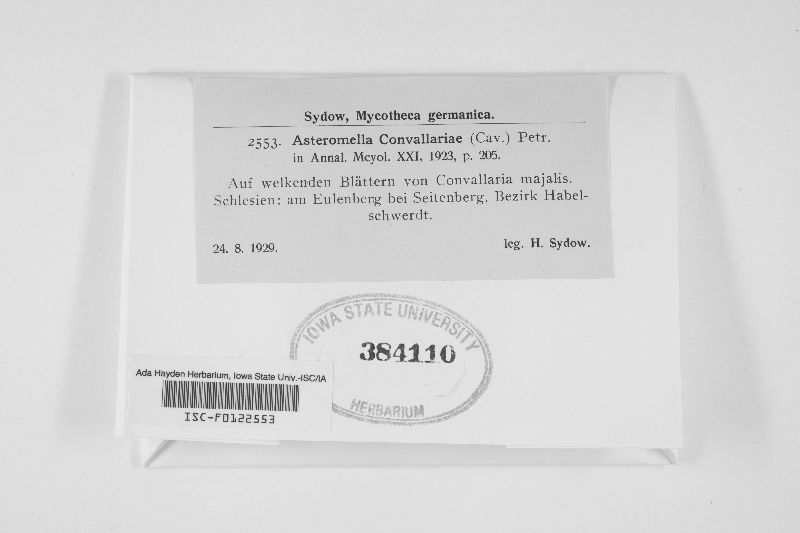 Sydow, Mycotheca germanica.
2553. Asteromella Convallariae (Cav.) Petr.
in Annal. Mcyol. XXI, 1923, p. 205.
Auf welkenden Blättern von Convallaria majalis.
Schlesien: am Eulenberg bei Seitenberg, Bezirk Habel-
schwerdt.
24. 8. 1929. leg. H. Sydow.
IOWA STATE UNIVERSITY
384110
HERBARIUM
Ada Hayden Herbarium, Iowa State Univ.-ISC/IA
ISC-F0122553